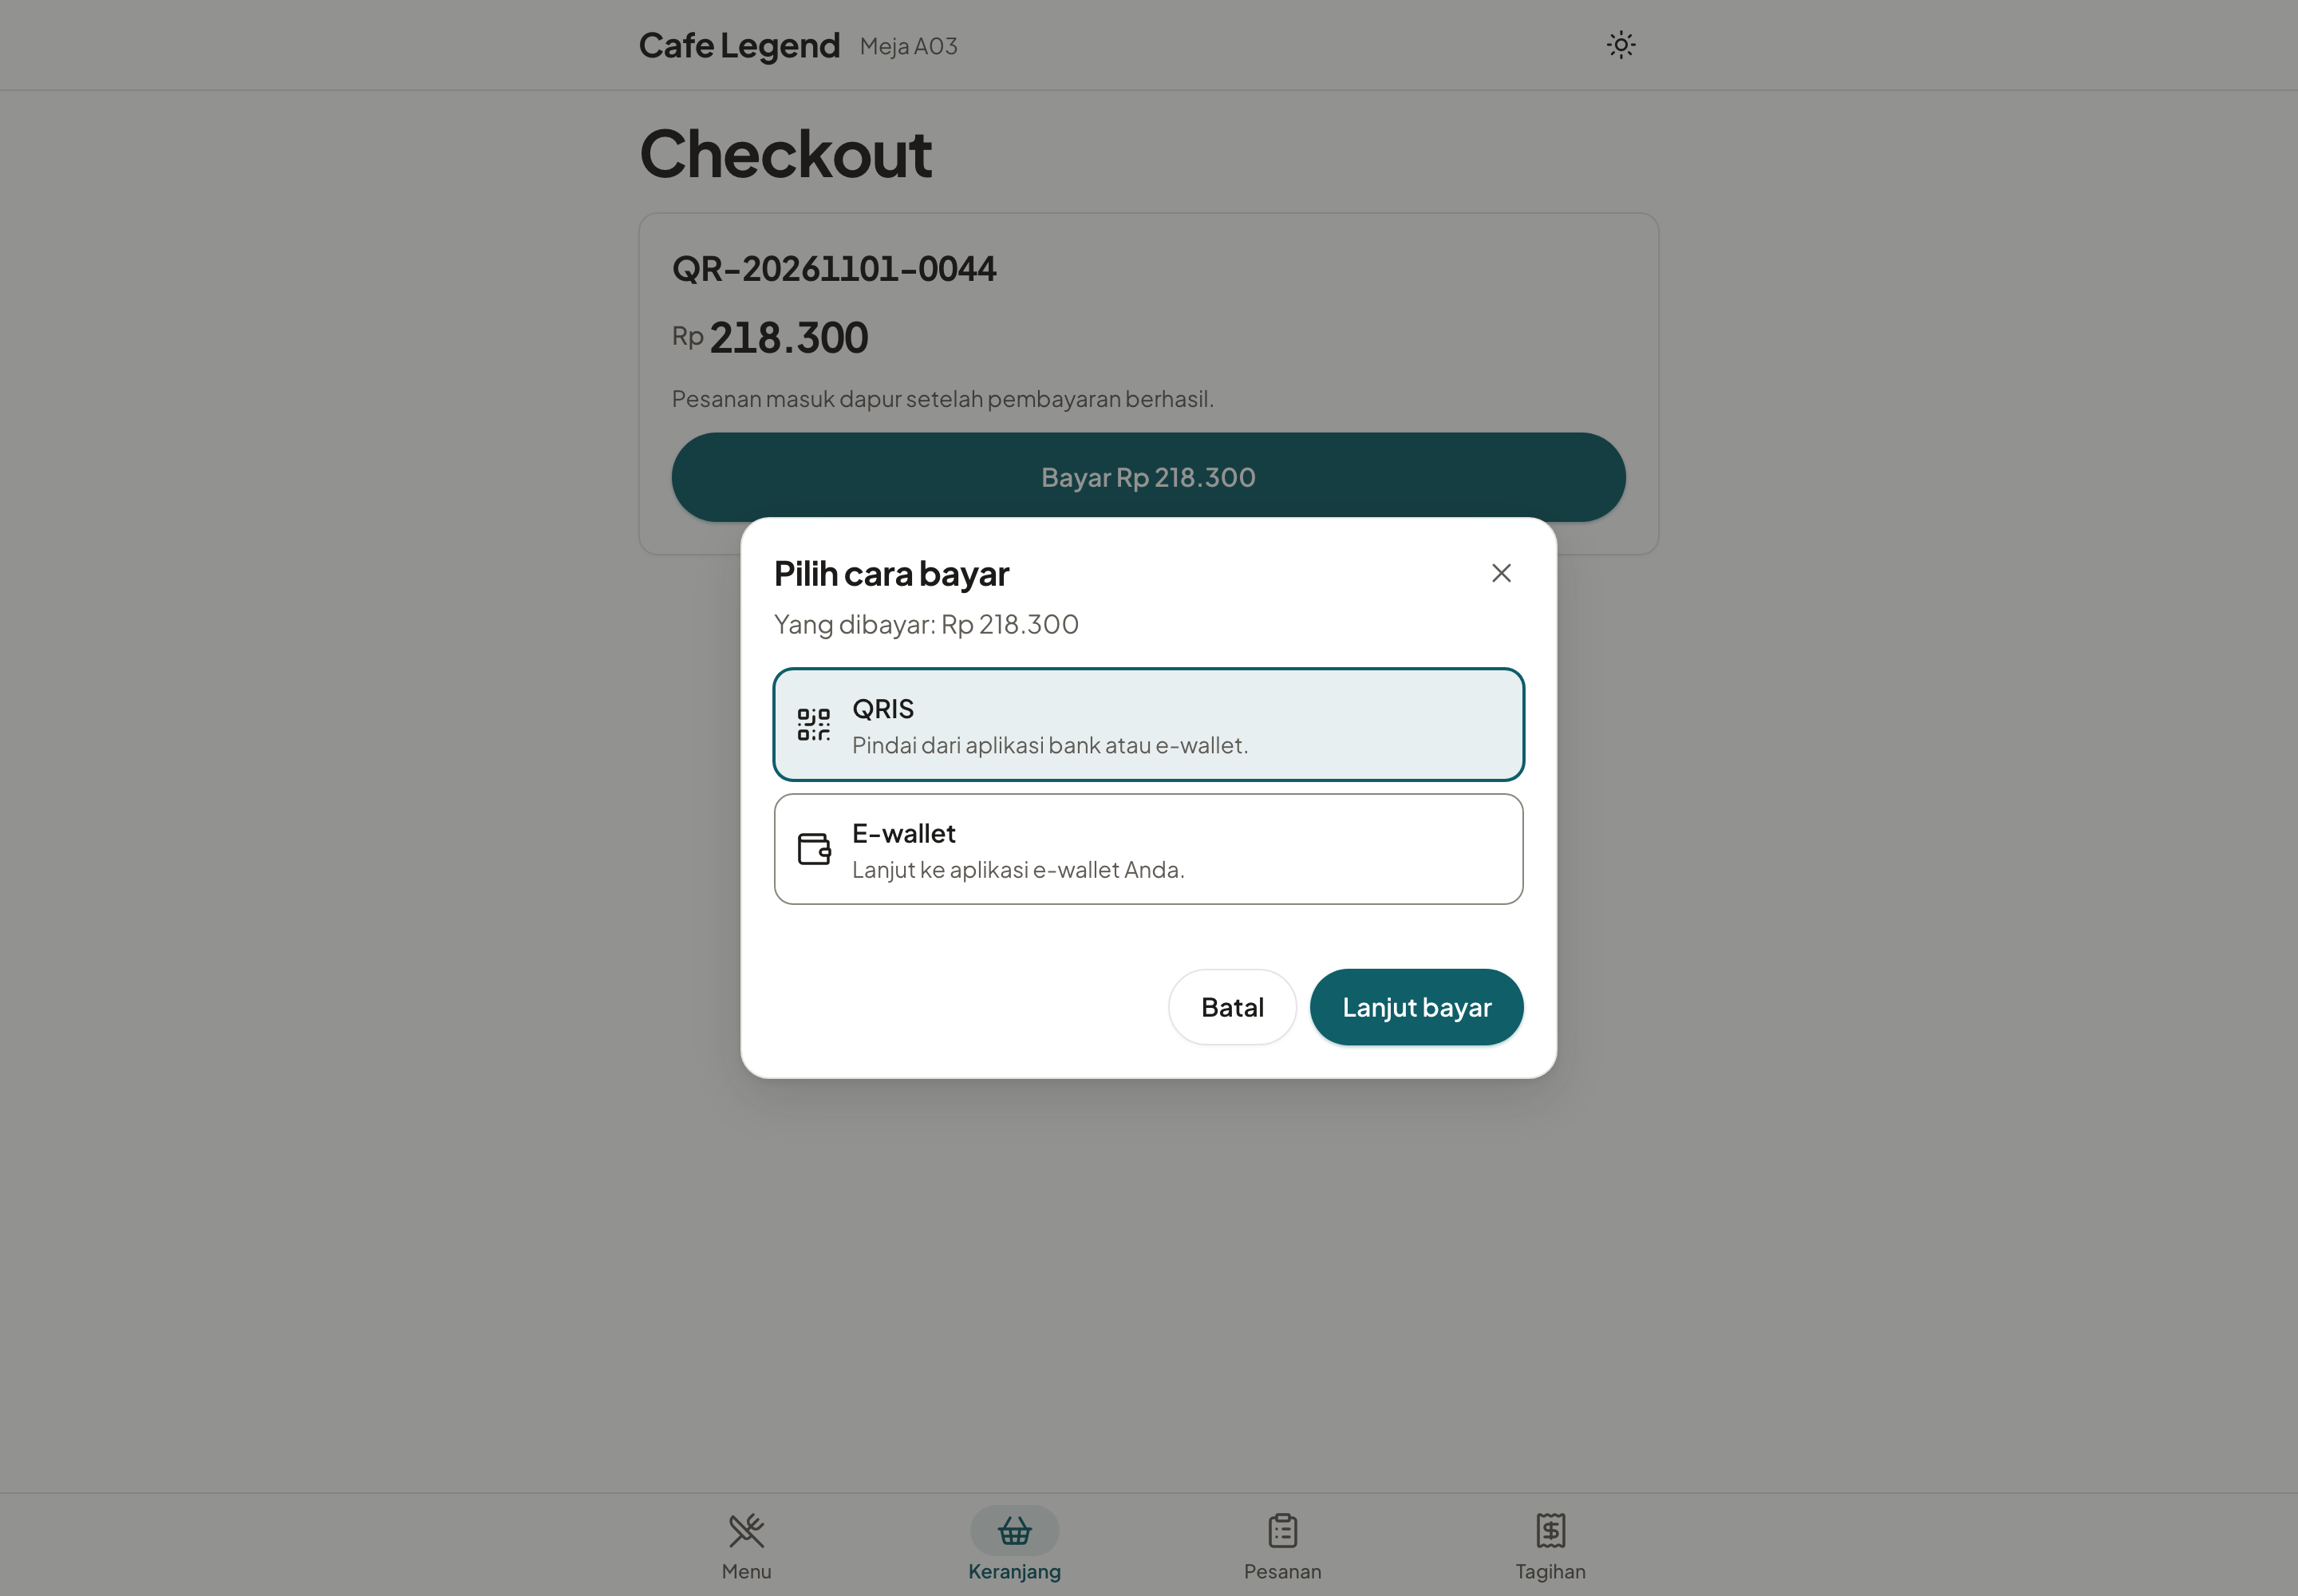 Cafe Legend Meja A03
Checkout
QR-20261101-0044
Rp 218.300
Pesanan masuk dapur setelah pembayaran berhasil.
Bayar Rp 218.300
Pilih cara bayar
Yang dibayar: Rp 218.300
QRIS
Pindai dari aplikasi bank atau e-wallet.
E-wallet
Lanjut ke aplikasi e-wallet Anda.
Batal Lanjut bayar
Menu Keranjang Pesanan Tagihan